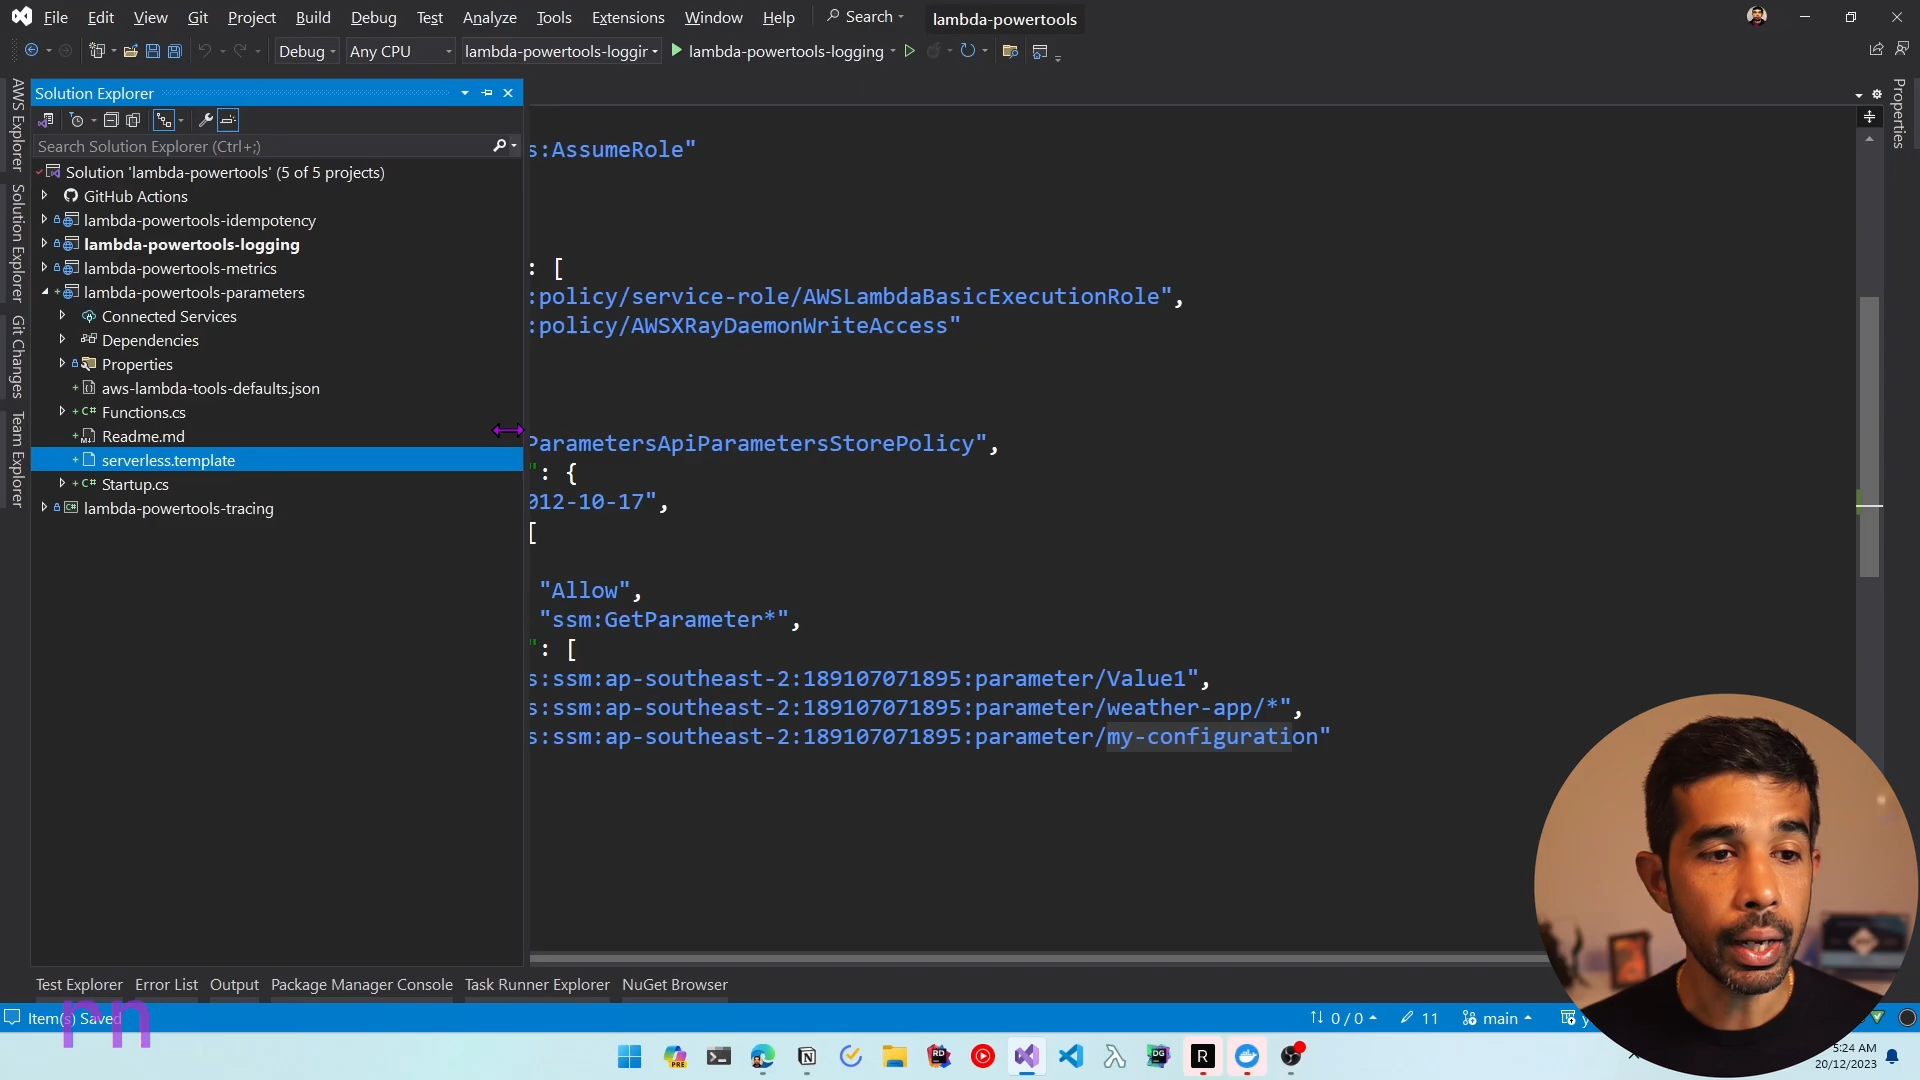 File Edit View Git Project Build Debug Test Analyze Tools Extensions Window Help Search lambda-powertools
Debug Any CPU lambda-powertools-loggir lambda-powertools-logging
AWS Explorer
Solution Explorer
Git Changes
Team Explorer
Solution Explorer
Search Solution Explorer (Ctrl+;)
Solution 'lambda-powertools' (5 of 5 projects)
GitHub Actions
lambda-powertools-idempotency
lambda-powertools-logging
lambda-powertools-metrics
lambda-powertools-parameters
Connected Services
Dependencies
Properties
aws-lambda-tools-defaults.json
C# Functions.cs
Readme.md
serverless.template
C# Startup.cs
lambda-powertools-tracing
s:AssumeRole"
: [
:policy/service-role/AWSLambdaBasicExecutionRole",
:policy/AWSXRayDaemonWriteAccess"
ParametersApiParametersStorePolicy",
": {
012-10-17",
[
"Allow",
"ssm:GetParameter*",
": [
s:ssm:ap-southeast-2:189107071895:parameter/Value1",
s:ssm:ap-southeast-2:189107071895:parameter/weather-app/*",
s:ssm:ap-southeast-2:189107071895:parameter/my-configuration"
Properties
Test Explorer Error List Output Package Manager Console Task Runner Explorer NuGet Browser
Item(s) Saved 0 / 0 11 main
rn
5:24 AM
20/12/2023